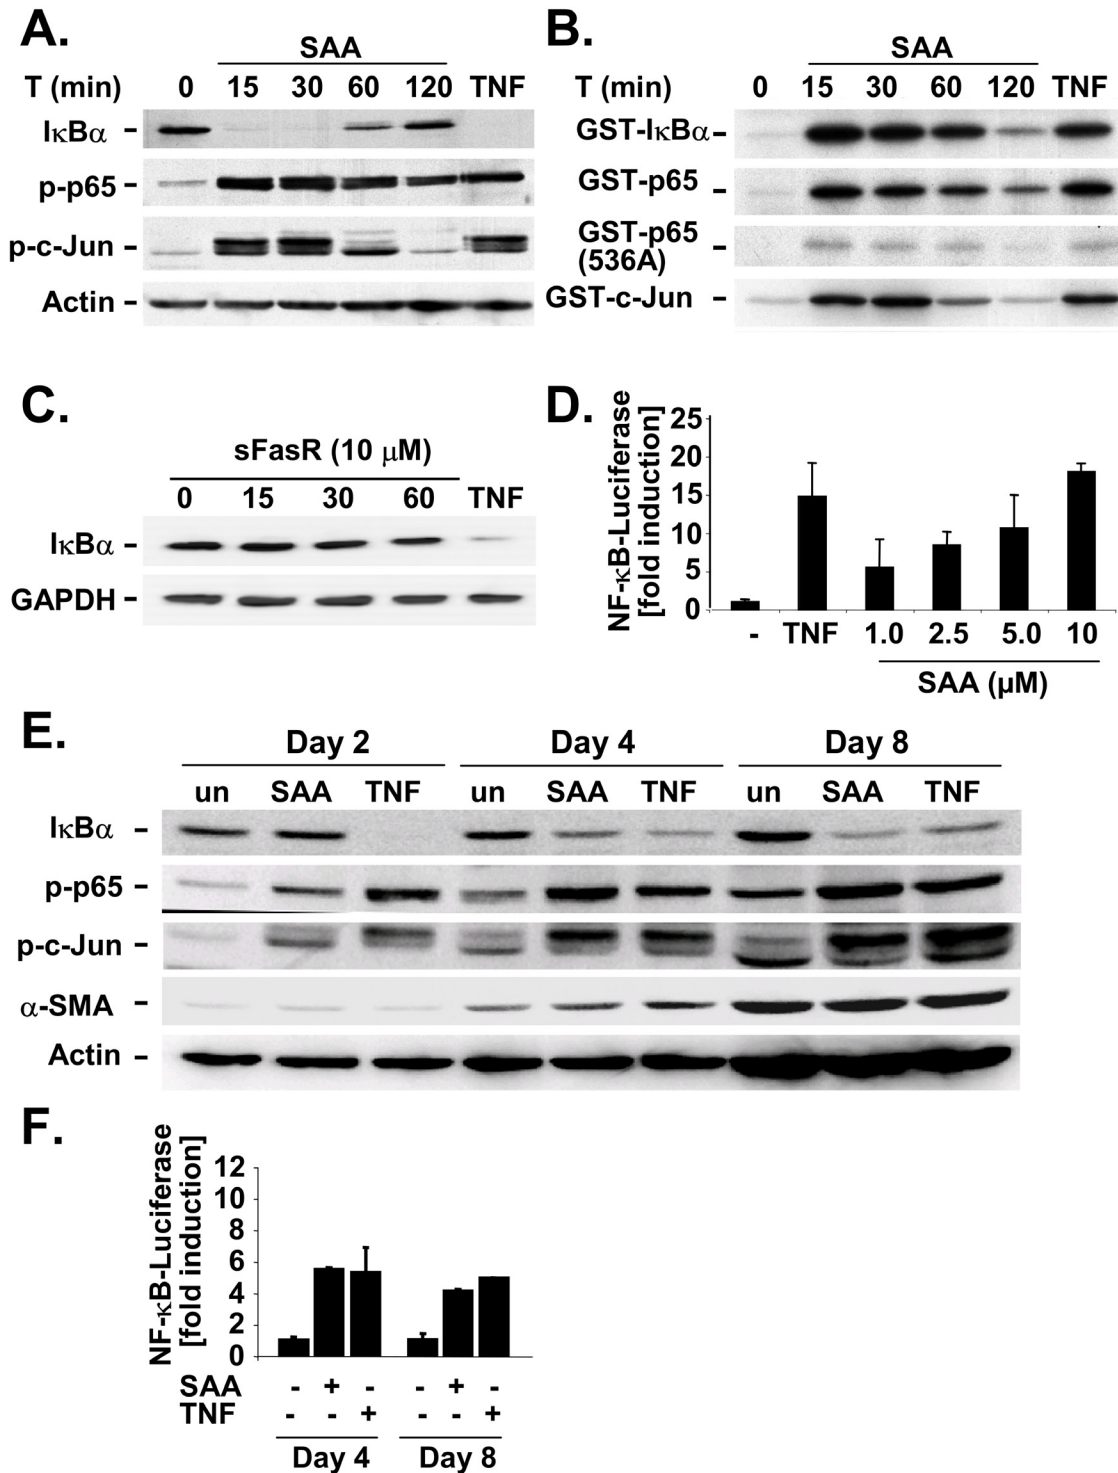 A.
SAA
T (min) 0 15 30 60 120 TNF
IκBα -
p-p65 -
p-c-Jun -
Actin -
B.
SAA
T (min) 0 15 30 60 120 TNF
GST-IκBα -
GST-p65 -
GST-p65
(536A) -
GST-c-Jun -
C.
sFasR (10 μM)
0 15 30 60 TNF
IκBα -
GAPDH -
D.
NF-κB-Luciferase
[fold induction]
25
20
15
10
5
0
- TNF 1.0 2.5 5.0 10
SAA (μM)
E.
Day 2 Day 4 Day 8
un SAA TNF un SAA TNF un SAA TNF
IκBα -
p-p65 -
p-c-Jun -
α-SMA -
Actin -
F.
NF-κB-Luciferase
[fold induction]
12
10
8
6
4
2
0
SAA - + - - + -
TNF - - + - - +
Day 4 Day 8